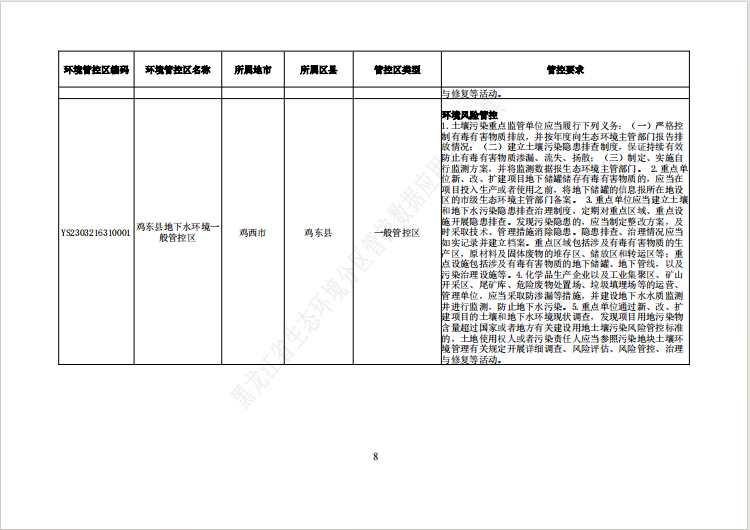 环境管控区编码 环境管控区名称 所属地市 所属区县 管控区类型 管控要求
与修复等活动。
环境风险管控
1.土壤污染重点监管单位应当履行下列义务：（一）严格控
制有毒有害物质排放，并按年度向生态环境主管部门报告排
放情况；（二）建立土壤污染隐患排查制度，保证持续有效
防止有毒有害物质渗漏、流失、扬散；（三）制定、实施自
行监测方案，并将监测数据报生态环境主管部门。 2.重点单
位新、改、扩建项目地下储罐储存有毒有害物质的，应当在
项目投入生产或者使用之前，将地下储罐的信息报所在地设
区的市级生态环境主管部门备案。 3.重点单位应当建立土壤
和地下水污染隐患排查治理制度，定期对重点区域、重点设
施开展隐患排查。发现污染隐患的，应当制定整改方案，及
时采取技术、管理措施消除隐患。隐患排查、治理情况应当
如实记录并建立档案。重点区域包括涉及有毒有害物质的生
产区，原材料及固体废物的堆存区、储放区和转运区等；重
点设施包括涉及有毒有害物质的地下储罐、地下管线，以及
污染治理设施等。4.化学品生产企业以及工业集聚区、矿山
开采区、尾矿库、危险废物处置场、垃圾填埋场等的运营、
管理单位，应当采取防渗漏等措施，并建设地下水水质监测
井进行监测，防止地下水污染。5.重点单位通过新、改、扩
建项目的土壤和地下水环境现状调查，发现项目用地污染物
含量超过国家或者地方有关建设用地土壤污染风险管控标准
的，土地使用权人或者污染责任人应当参照污染地块土壤环
境管理有关规定开展详细调查、风险评估、风险管控、治理
与修复等活动。
YS2303216310001 鸡东县地下水环境一
般管控区 鸡西市 鸡东县 一般管控区
黑龙江省生态环境分区管控数据应用
8